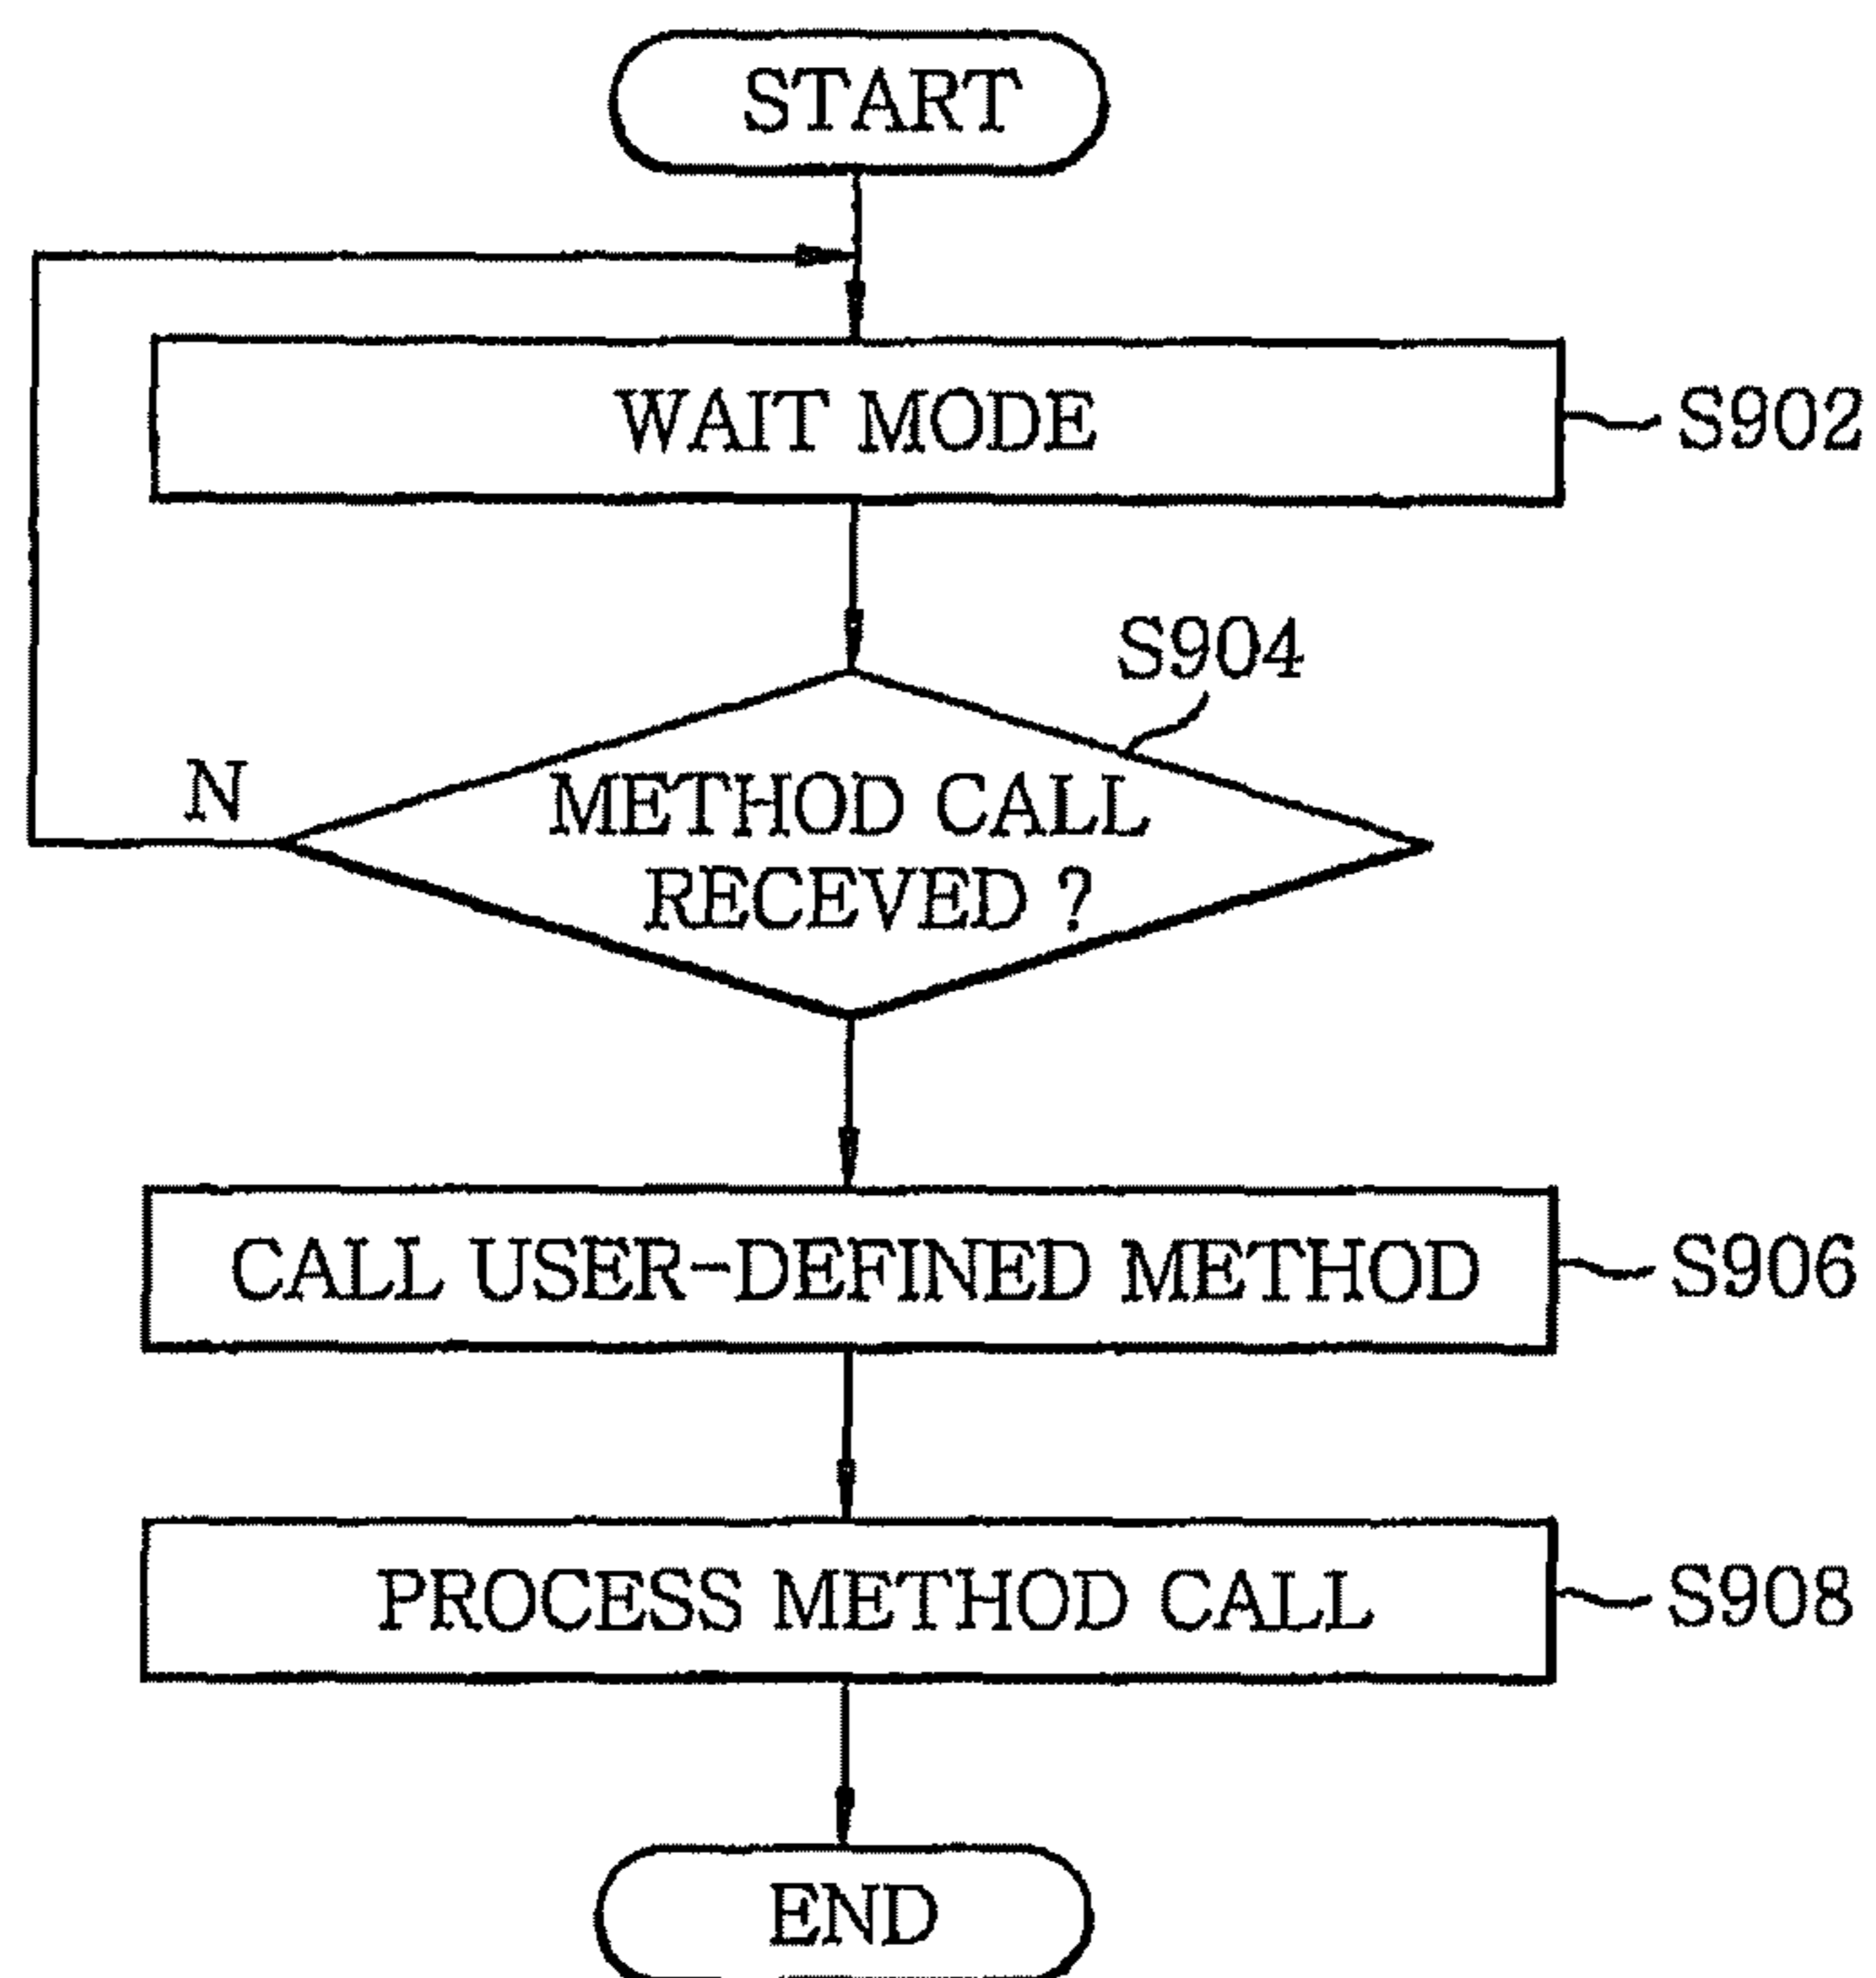 START
WAIT MODE
S902
S904
N
METHOD CALL
RECEVED ?
CALL USER-DEFINED METHOD
S906
PROCESS METHOD CALL
S908
END